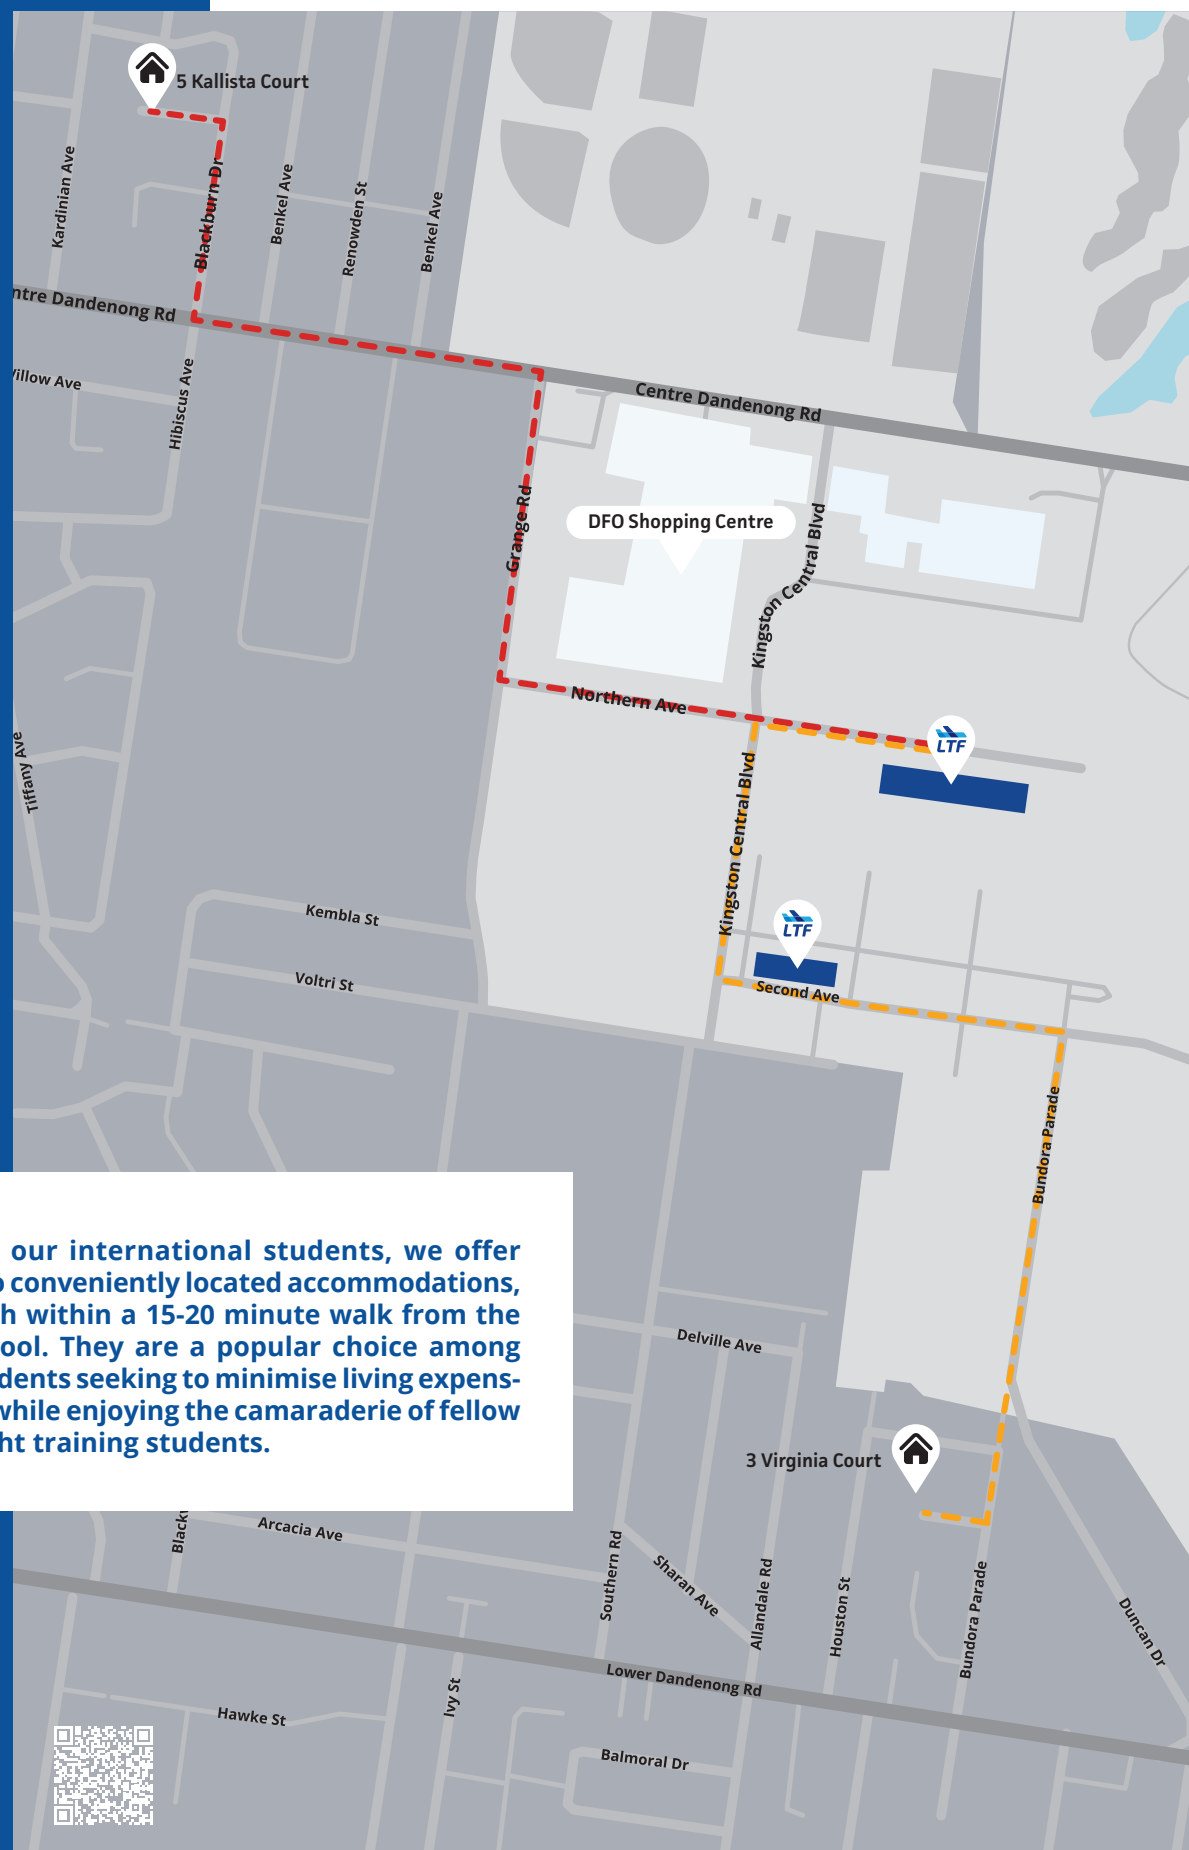 5 Kallista Court
Kardinian Ave
Blackburn Dr
Benkel Ave
Renowden St
Benkel Ave
ntre Dandenong Rd
illow Ave
Hibiscus Ave
Centre Dandenong Rd
Grange Rd
DFO Shopping Centre
Kingston Central Blvd
Kingston Central Blvd
Northern Ave
LTF
Tiffany Ave
Kingston Central Blvd
LTF
Kembla St
Voltri St
Second Ave
Bundora Parade
our international students, we offer
o conveniently located accommodations,
h within a 15-20 minute walk from the
ool. They are a popular choice among
dents seeking to minimise living expens-
while enjoying the camaraderie of fellow
ht training students.
Delville Ave
3 Virginia Court
Blackw
Arcacia Ave
Southern Rd
Sharan Ave
Allandale Rd
Houston St
Bundora Parade
Duncan Dr
Lower Dandenong Rd
Hawke St
Ivy St
Balmoral Dr